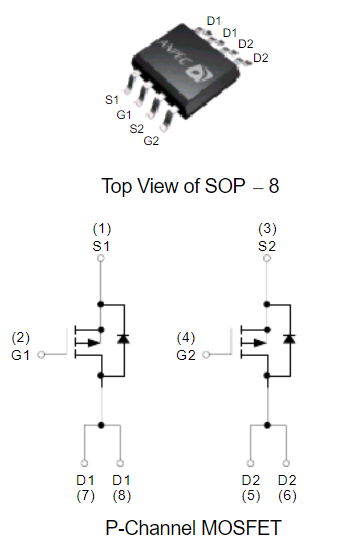 D1
D1
D2
D2
ANPEC
S1
G1
S2
G2
Top View of SOP – 8
(1) (3)
S1 S2
(2) (4)
G1 G2
D1 D1 D2 D2
(7) (8) (5) (6)
P-Channel MOSFET